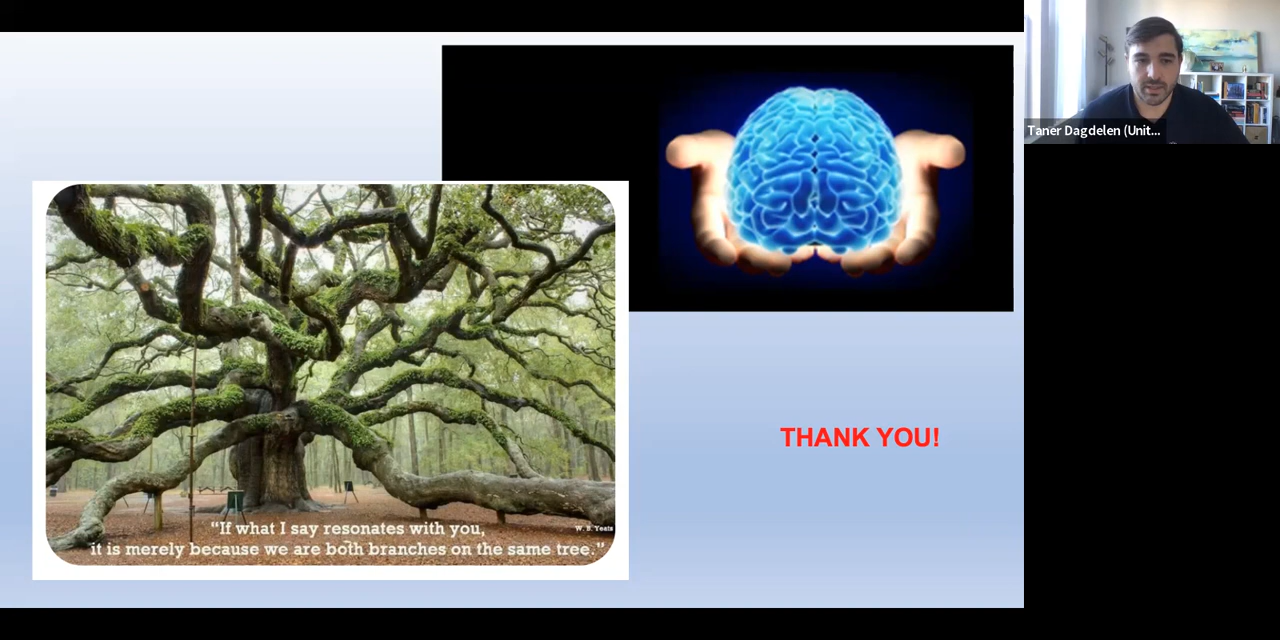 Taner Dagdelen (Unit...
THANK YOU!
“If what I say resonates with you,
W. B. Yeats
it is merely because we are both branches on the same tree.”